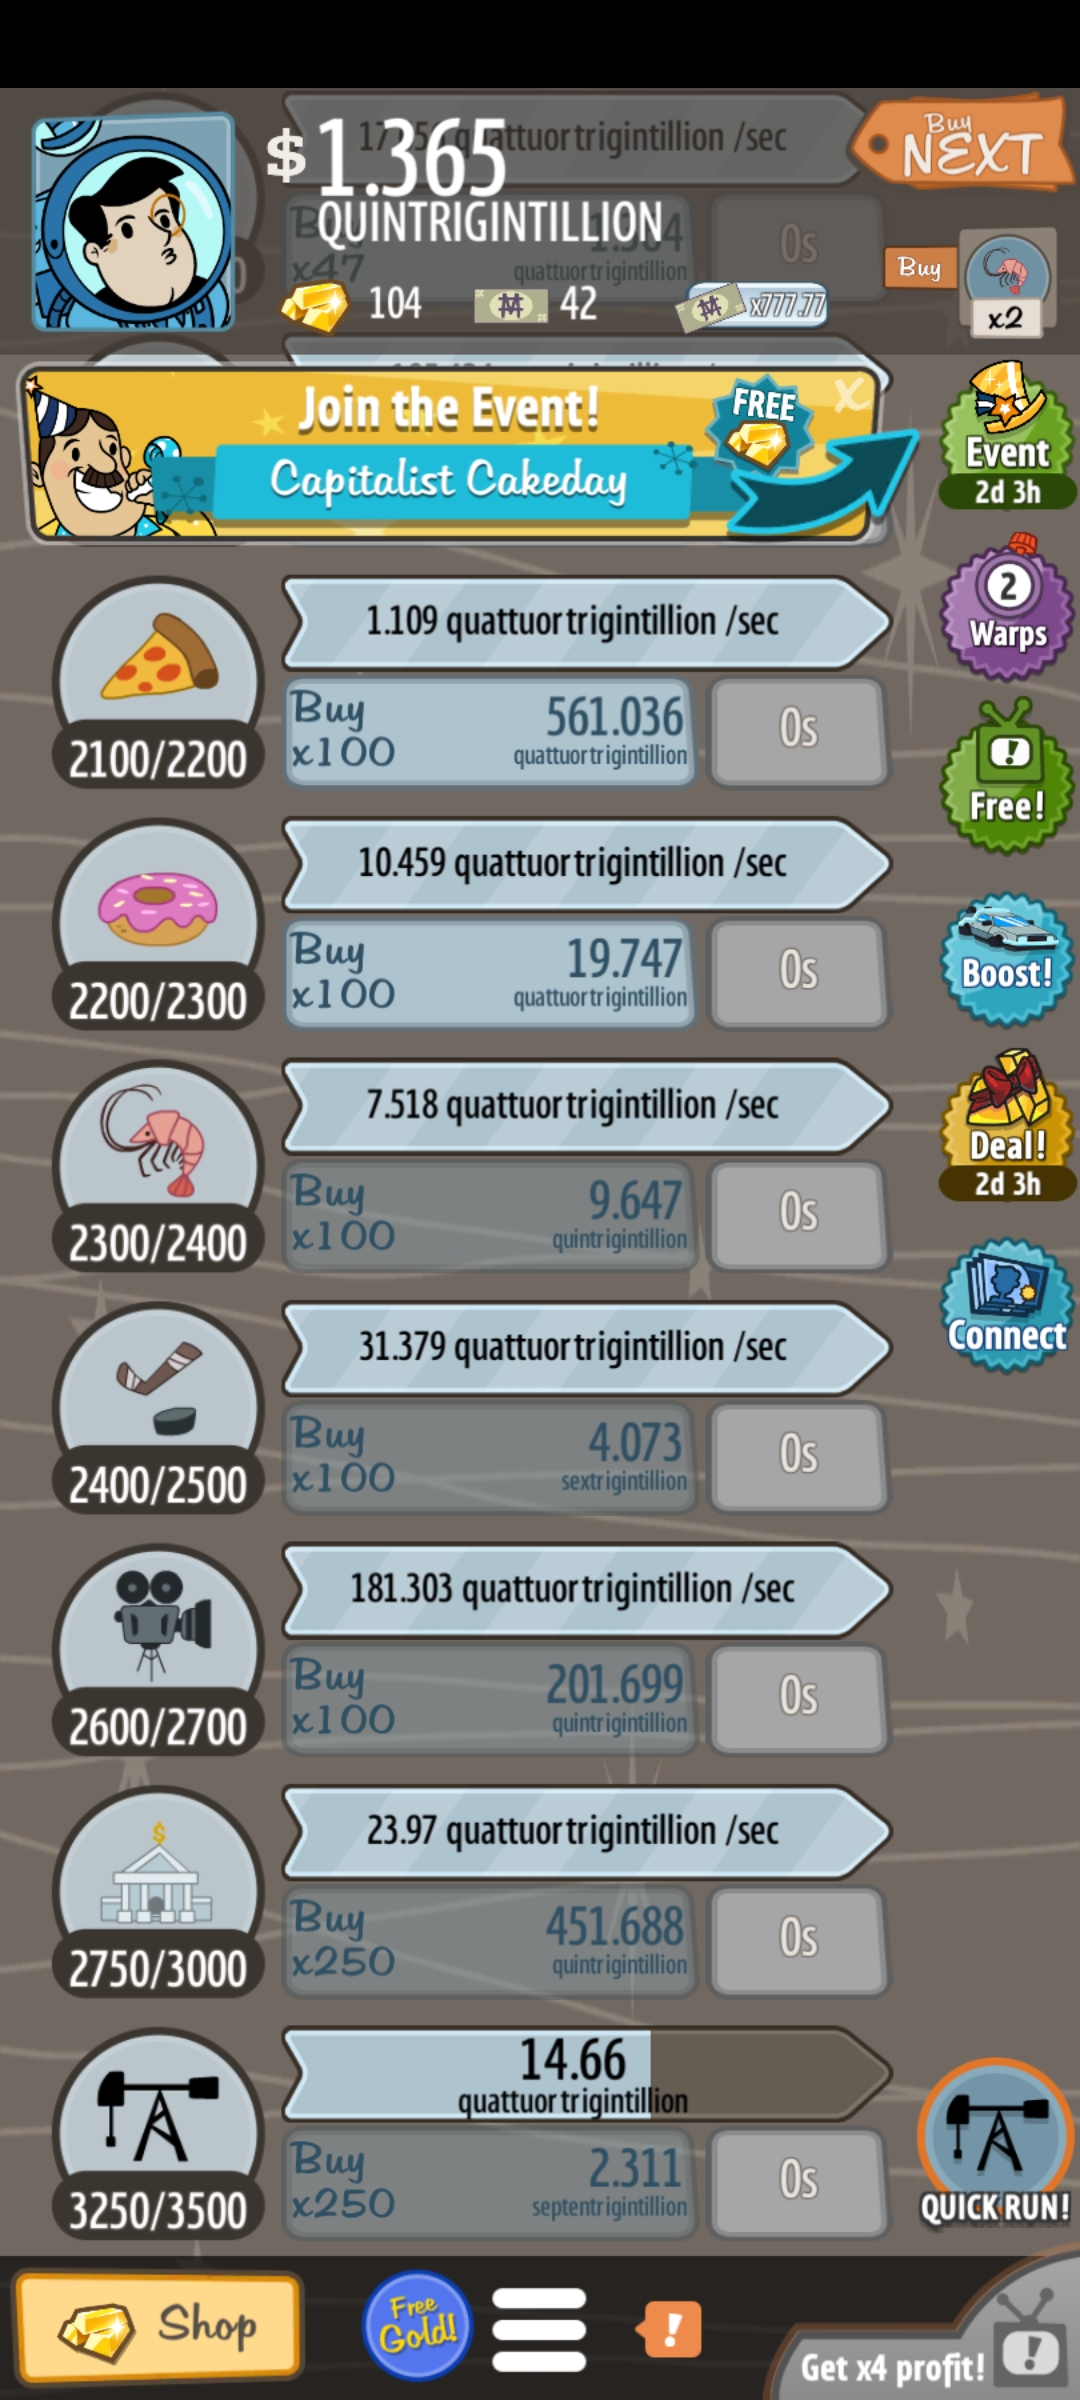 quattuortrigintillion /sec
Buy
NEXT
$ 1.365
QUINTRIGINTILLION
Buy
x47
quattuortrigintillion
0s
Buy
x2
104
42
x777.77
Join the Event!
FREE
X
Capitalist Cakeday
Event
2d 3h
1.109 quattuortrigintillion /sec
2
Warps
Buy
x100
561.036
quattuortrigintillion
0s
2100/2200
Free!
10.459 quattuortrigintillion /sec
Buy
x100
19.747
quattuortrigintillion
0s
2200/2300
Boost!
7.518 quattuortrigintillion /sec
Deal!
2d 3h
Buy
x100
9.647
quintrigintillion
0s
2300/2400
Connect
31.379 quattuortrigintillion /sec
Buy
x100
4.073
sextrigintillion
0s
2400/2500
181.303 quattuortrigintillion /sec
Buy
x100
201.699
quintrigintillion
0s
2600/2700
$
23.97 quattuortrigintillion /sec
Buy
x250
451.688
quintrigintillion
0s
2750/3000
14.66
quattuortrigintillion
Buy
x250
2.311
septentrigintillion
0s
3250/3500
QUICK RUN!
Shop
Free
Gold!
!
Get x4 profit!
!